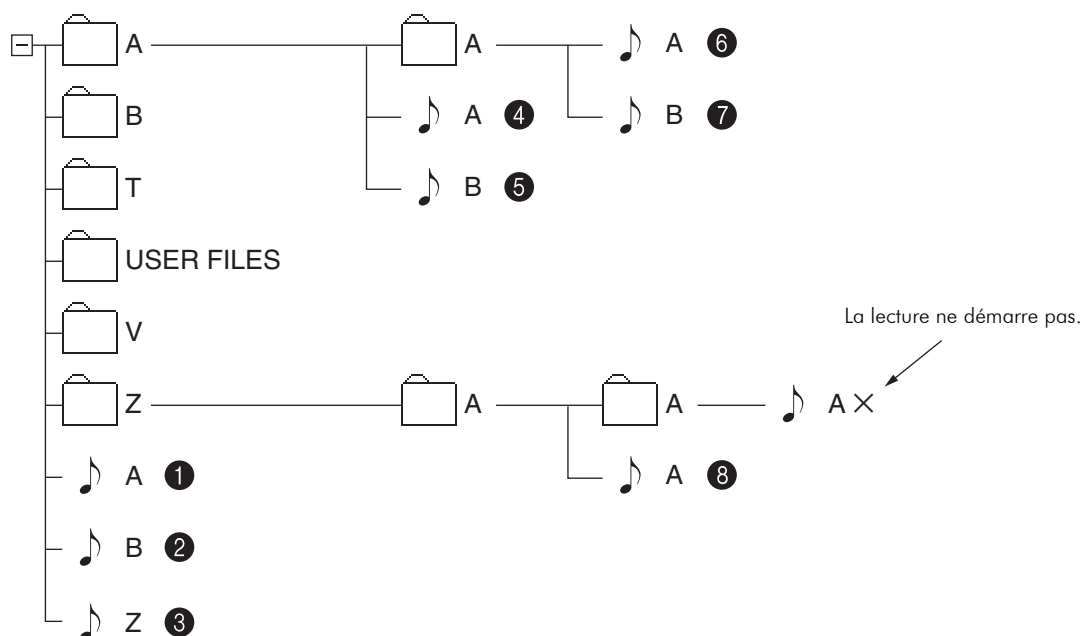 A A A 6
B A 4 B 7
T B 5
USER FILES
V
La lecture ne démarre pas.
Z A A A ×
A 1 A 8
B 2
Z 3